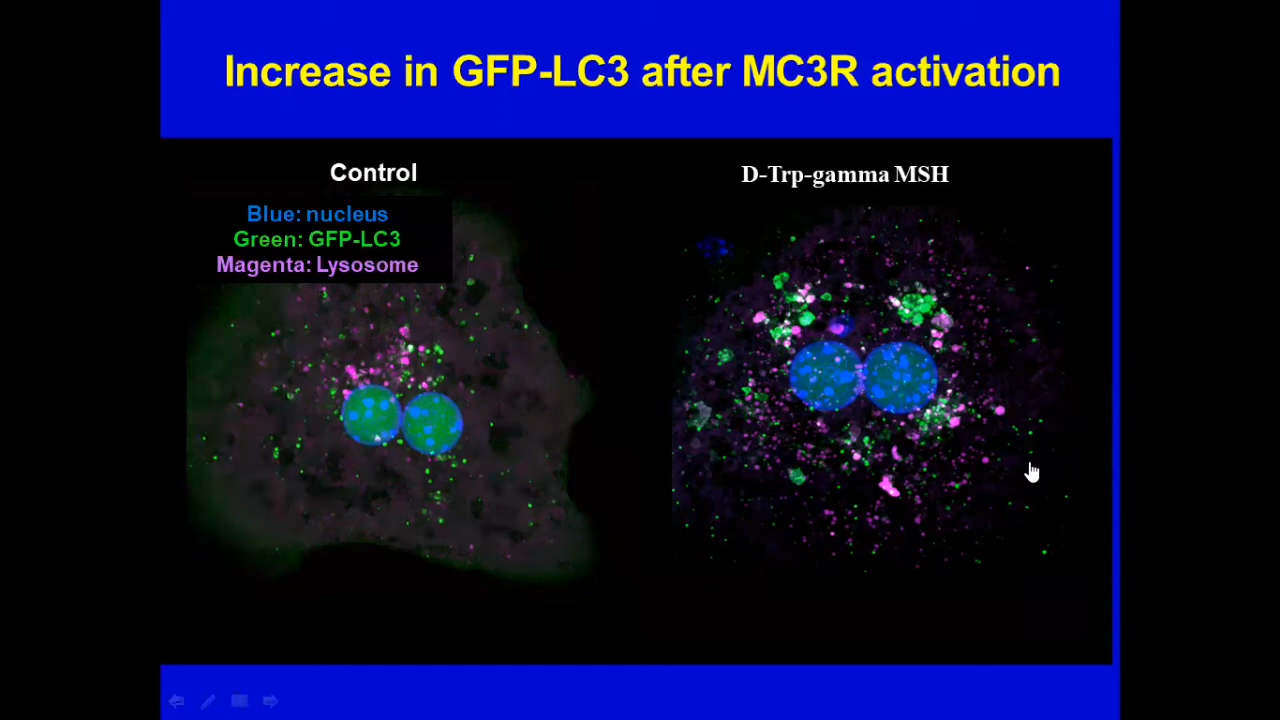 Increase in GFP-LC3 after MC3R activation
Control
D-Trp-gamma MSH
Blue: nucleus
Green: GFP-LC3
Magenta: Lysosome